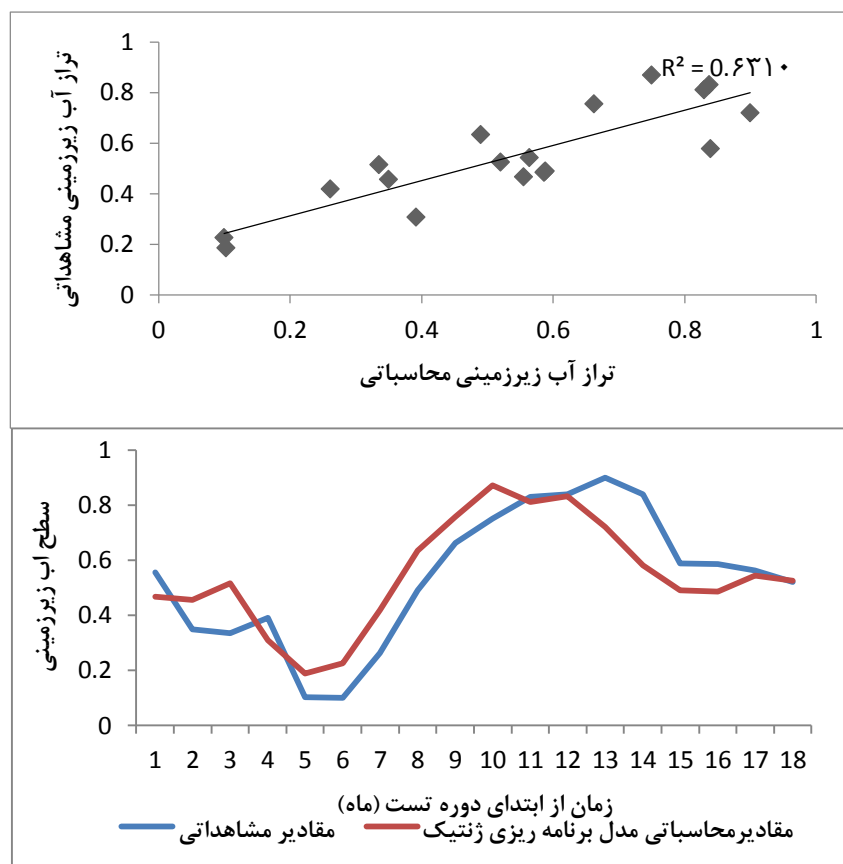 R² = 0.۶۳۱۰
تراز آب زیرزمینی مشاهداتی
1
0.8
0.6
0.4
0.2
0
0 0.2 0.4 0.6 0.8 1
تراز آب زیرزمینی محاسباتی
سطح اب زیرزمینی
1
0.8
0.6
0.4
0.2
0
1 2 3 4 5 6 7 8 9 10 11 12 13 14 15 16 17 18
زمان از ابتدای دوره تست (ماه)
مقادیر مشاهداتی
مقادیرمحاسباتی مدل برنامه ریزی ژنتیک